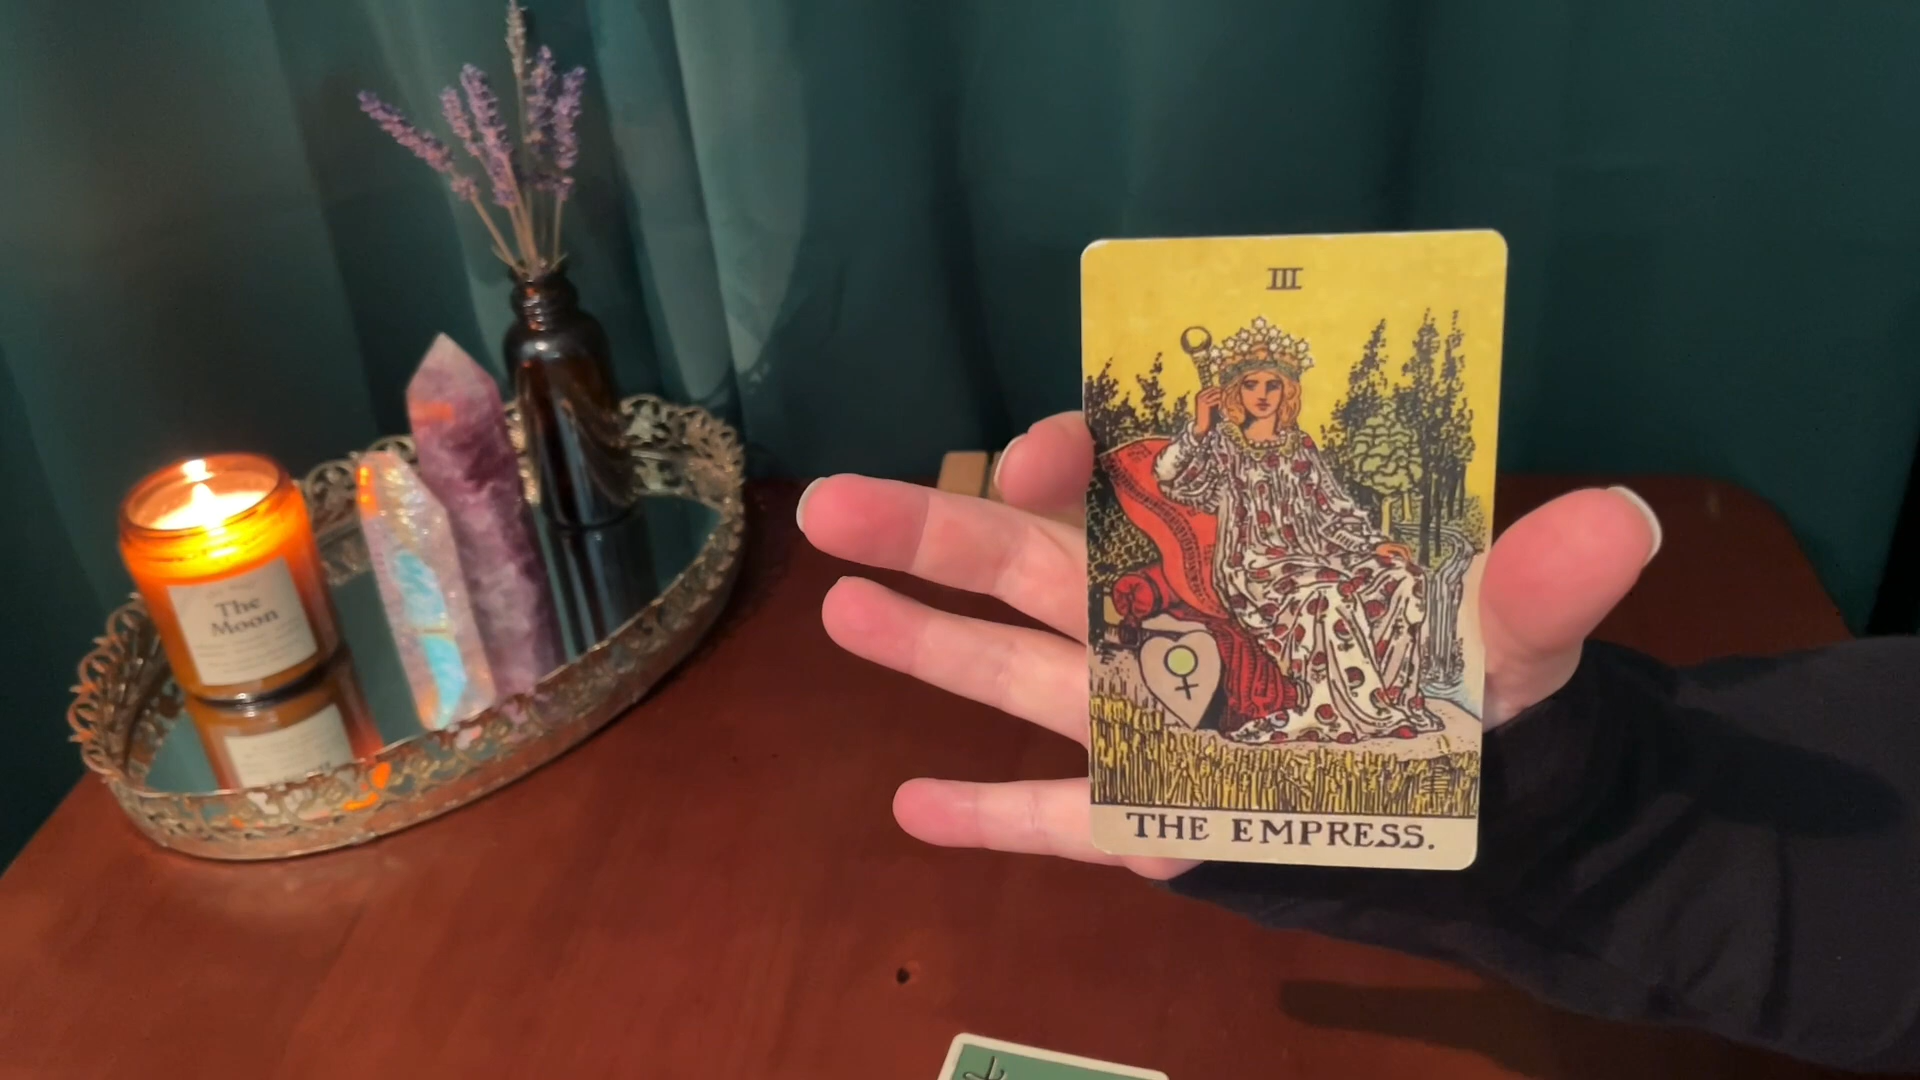 The
Moon
III
THE EMPRESS.